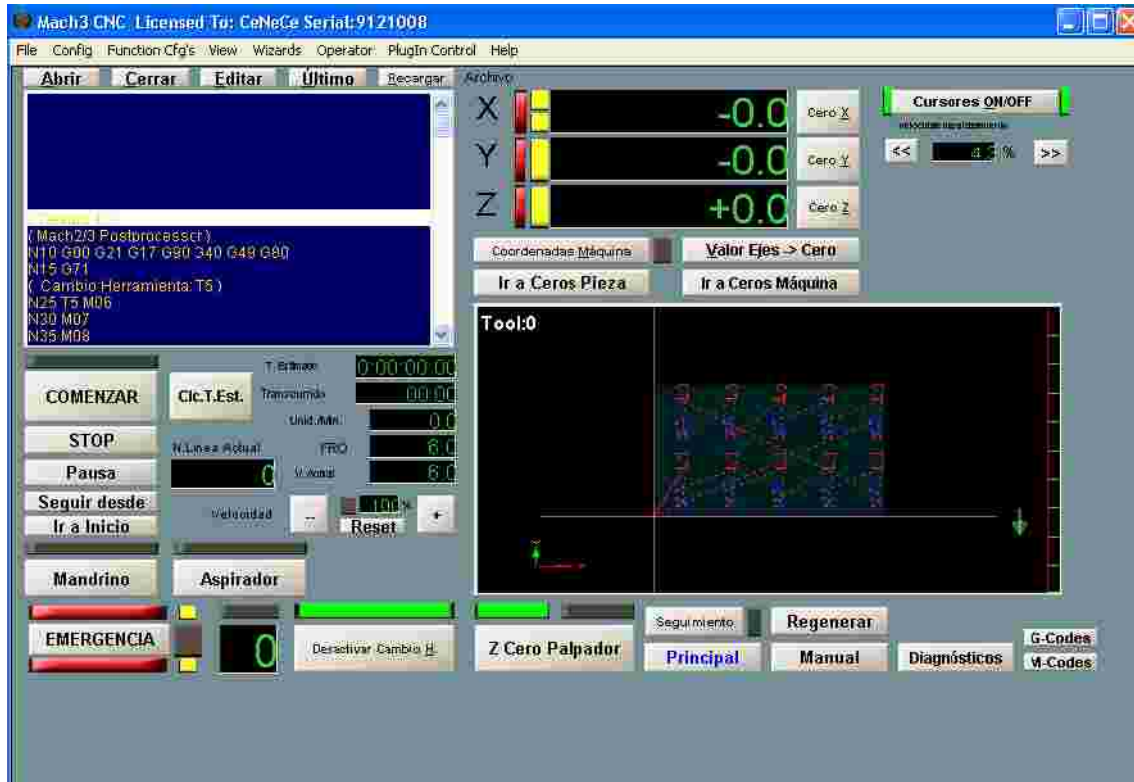 Mach3 CNC Licensed To: CeNeCe Serial:9121008
File Config Function Cfg's View Wizards Operator PlugIn Control Help
Abrir Cerrar Editar Último Recargar Archivo
X -0.0 Cero X
Y -0.0 Cero Y
Z +0.0 Cero Z
Cursores ON/OFF
<< % >>
Coordenadas Máquina Valor Ejes -> Cero
Ir a Ceros Pieza Ir a Ceros Máquina
( Mach2/3 Postprocessor )
N10 G00 G21 G17 G90 G40 G49 G80
N15 G71
( Cambio Herramienta: T5 )
N25 T5 M06
N30 M07
N35 M08
Tool:0
COMENZAR
Clc.T.Est.
0:00:00:00
Transcurrido 00:00
Unid./Min. 0.0
FRO 6.0
6.0
STOP
N.Linea Actual
0
Pausa
Seguir desde
Ir a Inicio
Velocidad -- 100 % +
Reset
Mandrino Aspirador
EMERGENCIA
0
Desactivar Cambio H.
Z Cero Palpador
Seguimiento Regenerar
Principal Manual Diagnósticos
G-Codes
M-Codes